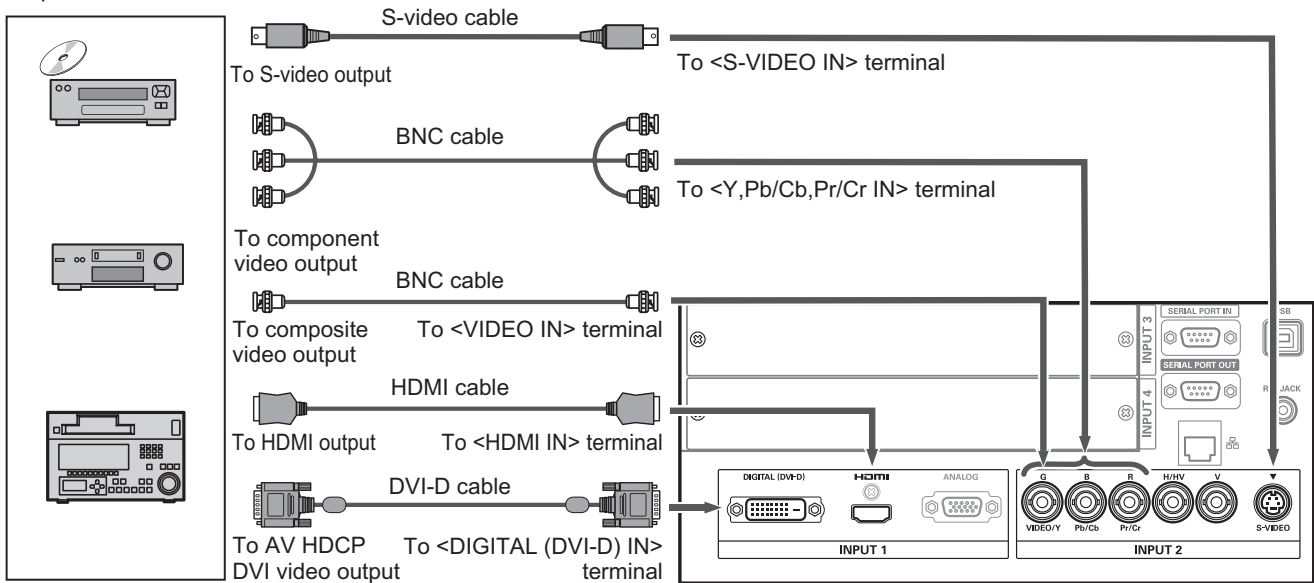 S-video cable
To S-video output
To <S-VIDEO IN> terminal
BNC cable
To <Y,Pb/Cb,Pr/Cr IN> terminal
To component
video output
BNC cable
To composite
video output
To <VIDEO IN> terminal
HDMI cable
To HDMI output
To <HDMI IN> terminal
DVI-D cable
To AV HDCP
DVI video output
To <DIGITAL (DVI-D) IN>
terminal
INPUT 3
SERIAL PORT IN
SERIAL PORT OUT
INPUT 4
JACK
DIGITAL (DVI-D)
HDMI
ANALOG
INPUT 1
G
B
R
H/HV
V
VIDEO/Y
Pb/Cb
Pr/Cr
S-VIDEO
INPUT 2